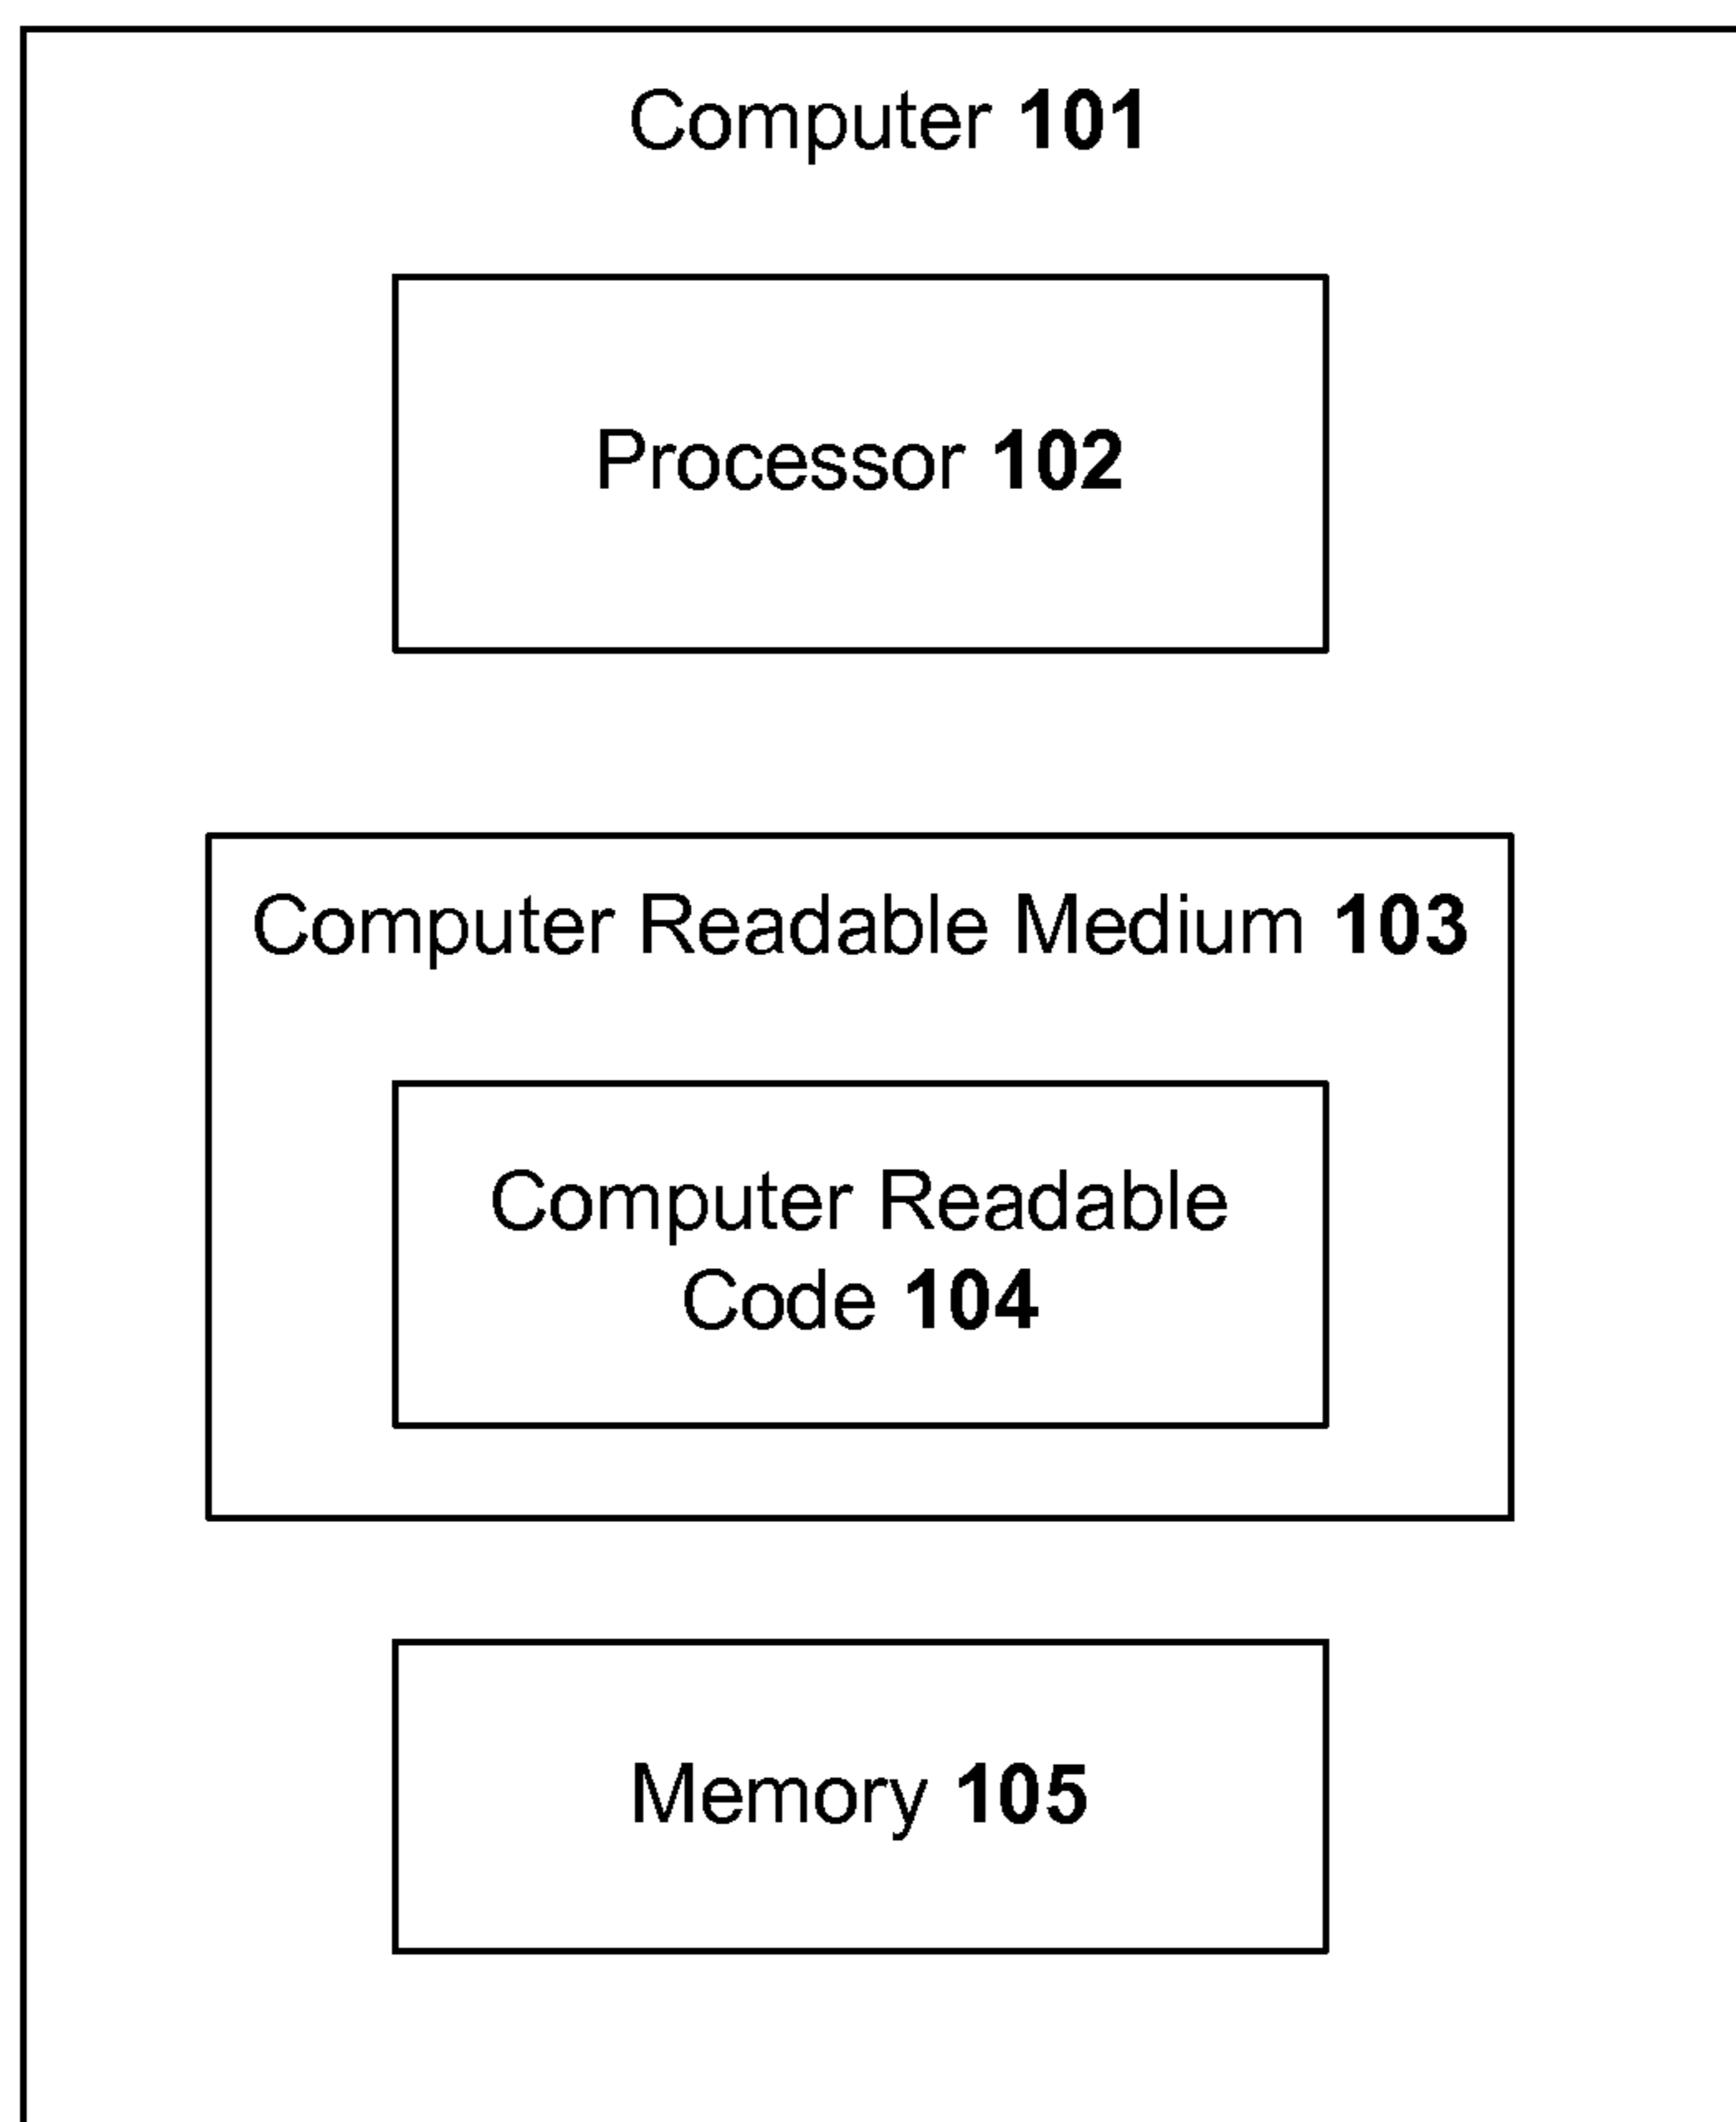 Computer 101
Processor 102
Computer Readable Medium 103
Computer Readable
Code 104
Memory 105